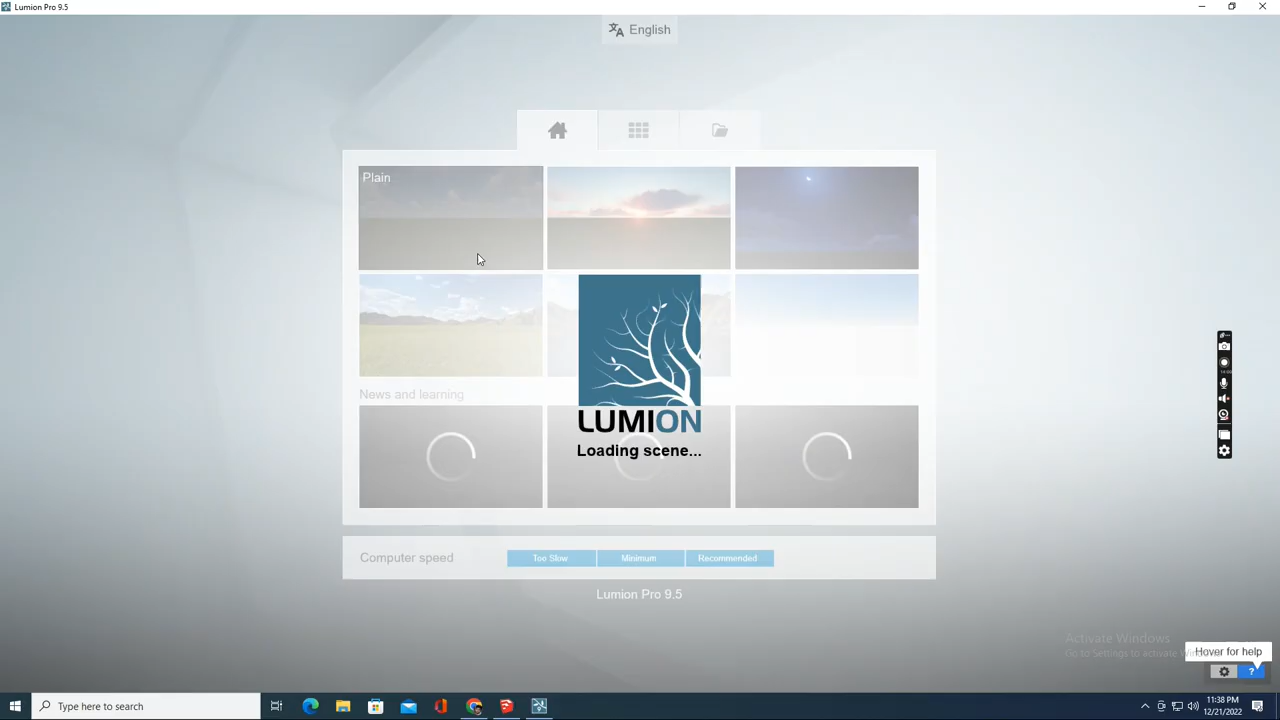 Lumion Pro 9.5
English
Plain
LUMION
Loading scene...
News and learning
Computer speed
Too Slow
Minimum
Recommended
Lumion Pro 9.5
Activate Windows
Go to Settings to activate
Hover for help
?
Type here to search
11:38 PM
12/21/2022